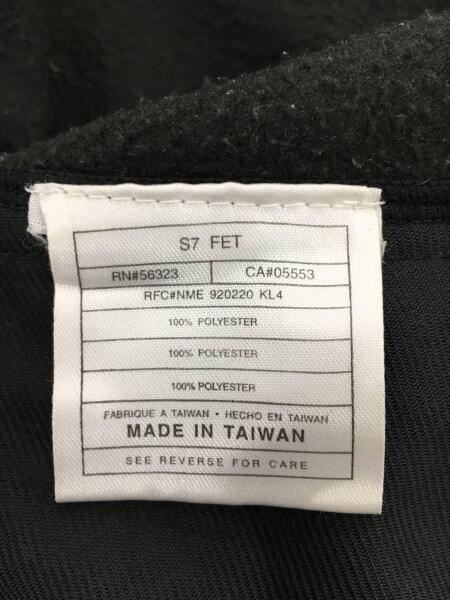 S7 FET
RN#56323 CA#05553
RFC#NME 920220 KL4
100% POLYESTER
100% POLYESTER
100% POLYESTER
FABRIQUE A TAIWAN • HECHO EN TAIWAN
MADE IN TAIWAN
SEE REVERSE FOR CARE